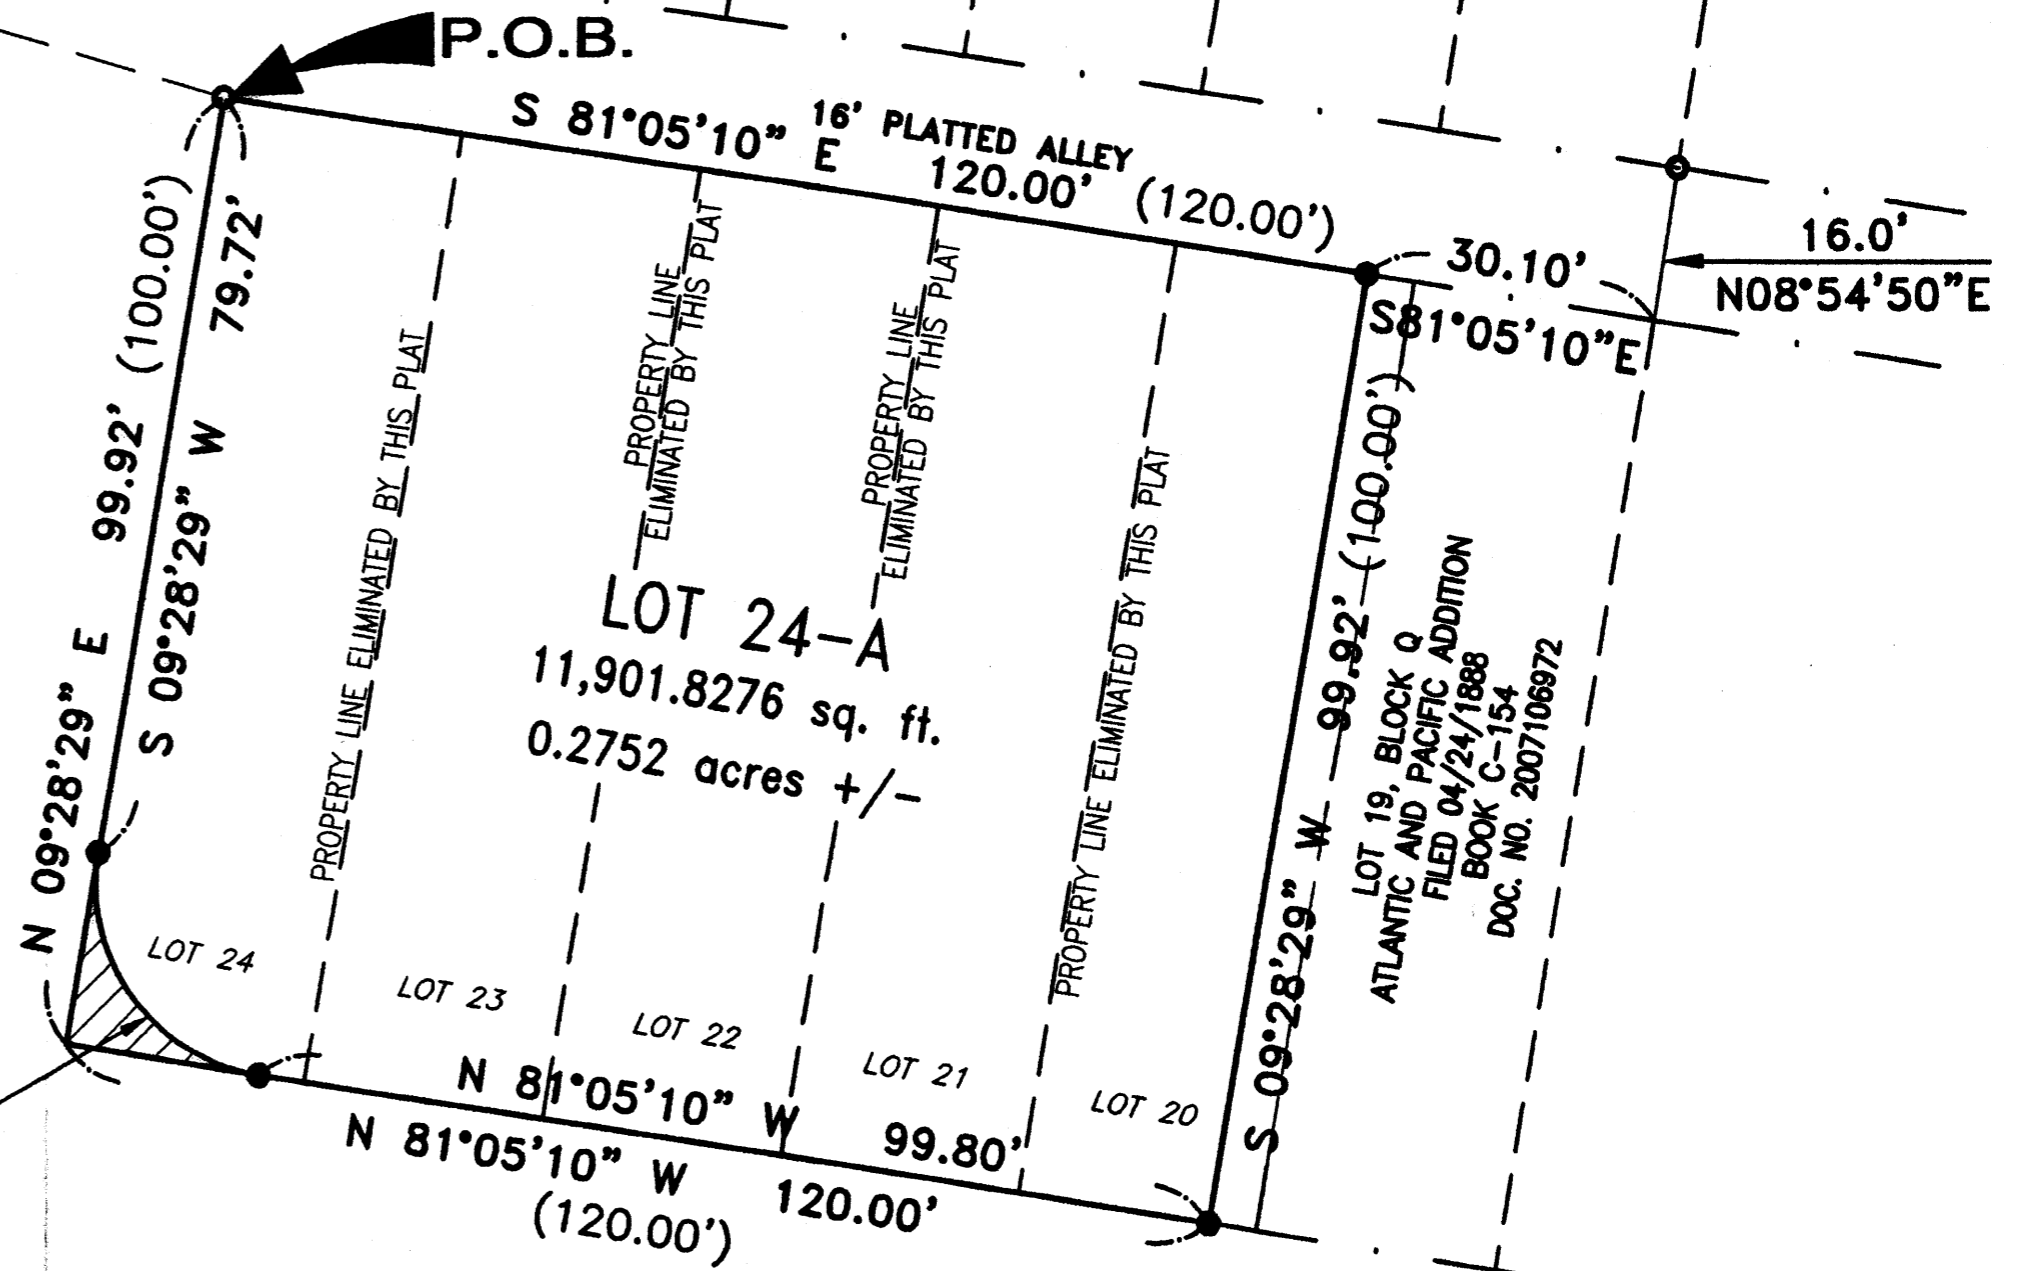 P.O.B.
16' PLATTED ALLEY
S 81°05'10" E 120.00' (120.00')
30.10'
S81°05'10"E
16.0'
N08°54'50"E
N 09°28'29" E 99.92' (100.00')
S 09°28'29" W 79.72'
PROPERTY LINE ELIMINATED BY THIS PLAT
PROPERTY LINE
ELIMINATED BY THIS PLAT
PROPERTY LINE
ELIMINATED BY THIS PLAT
PROPERTY LINE ELIMINATED BY THIS PLAT
LOT 24-A
11,901.8276 sq. ft.
0.2752 acres +/-
S 09°28'29" W 99.92' (100.00')
LOT 19, BLOCK Q
ATLANTIC AND PACIFIC ADDITION
FILED 04/24/1888
BOOK C-154
DOC. NO. 2007106972
LOT 24
LOT 23
LOT 22
LOT 21
LOT 20
N 81°05'10" W 99.80'
N 81°05'10" W 120.00'
(120.00')